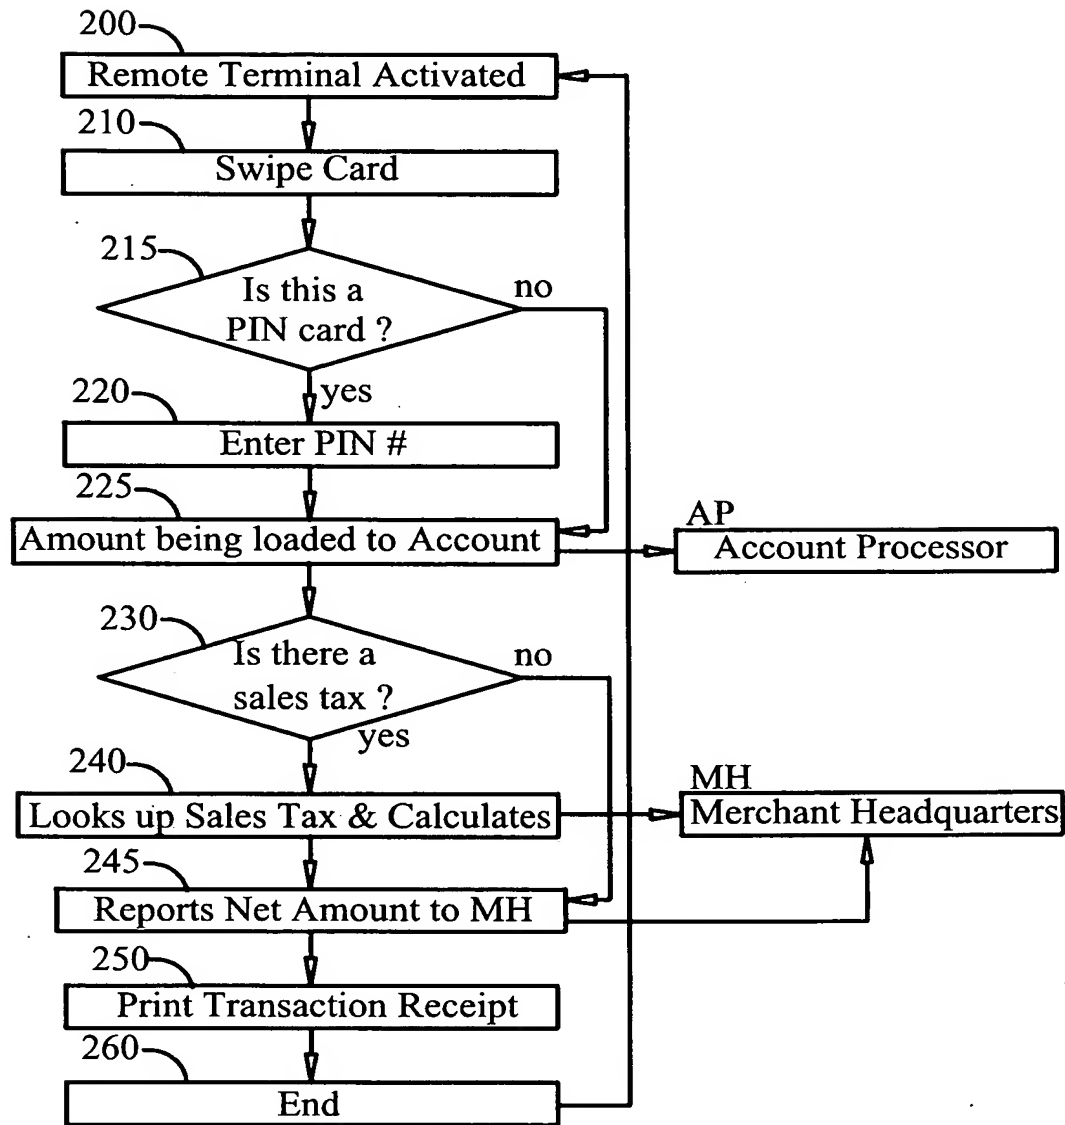 200
Remote Terminal Activated
210
Swipe Card
215
Is this a
PIN card ?
no
yes
220
Enter PIN #
225
Amount being loaded to Account
AP
Account Processor
230
Is there a
sales tax ?
no
yes
240
Looks up Sales Tax & Calculates
MH
Merchant Headquarters
245
Reports Net Amount to MH
250
Print Transaction Receipt
260
End